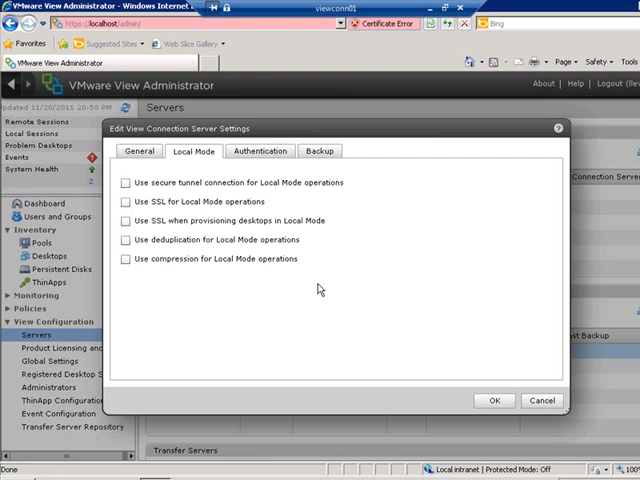 VMware View Administrator - Windows Internet
viewconn01
https://localhost/admin/
Certificate Error
Bing
Favorites
Suggested Sites
Web Slice Gallery
VMware View Administrator
Page
Safety
Tools
VMware View Administrator
About
Help
Logout
Updated 11/20/2011 20:50 PM
Servers
Remote Sessions
Local Sessions
Problem Desktops
Events
System Health
2
Dashboard
Users and Groups
Inventory
Pools
Desktops
Persistent Disks
ThinApps
Monitoring
Policies
View Configuration
Servers
Product Licensing an
Global Settings
Registered Desktop S
Administrators
ThinApp Configuratio
Event Configuration
Transfer Server Repository
Edit View Connection Server Settings
?
General
Local Mode
Authentication
Backup
Use secure tunnel connection for Local Mode operations
Use SSL for Local Mode operations
Use SSL when provisioning desktops in Local Mode
Use deduplication for Local Mode operations
Use compression for Local Mode operations
OK
Cancel
Connection Server
st Backup
Transfer Servers
Done
Local intranet | Protected Mode: Off
100%